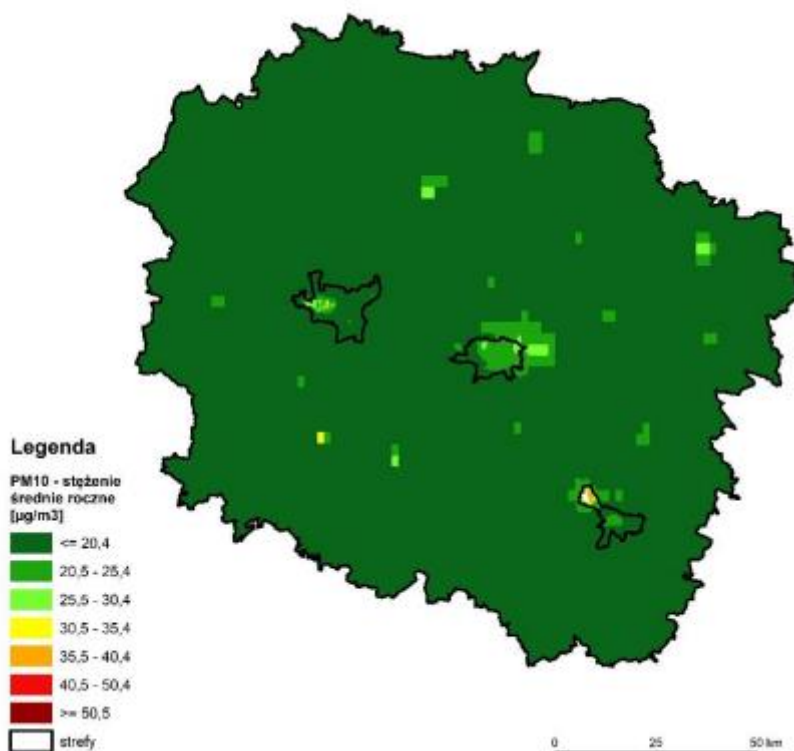 Legenda
PM10 - stężenie
średnie roczne
[µg/m3]
<= 20,4
20,5 - 25,4
25,5 - 30,4
30,5 - 35,4
35,5 - 40,4
40,5 - 50,4
>= 50,5
strefy
0 25 50 km